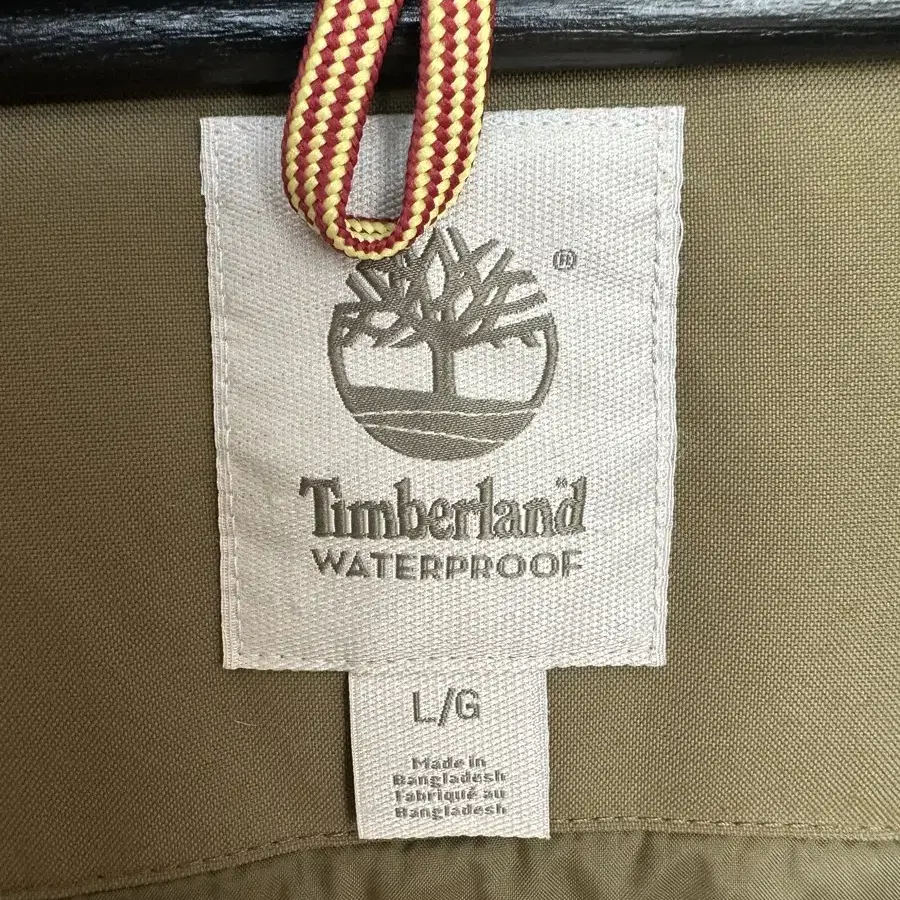 ®
Timberland
WATERPROOF
L/G
Made in
Bangladesh
Fabriqué au
Bangladesh